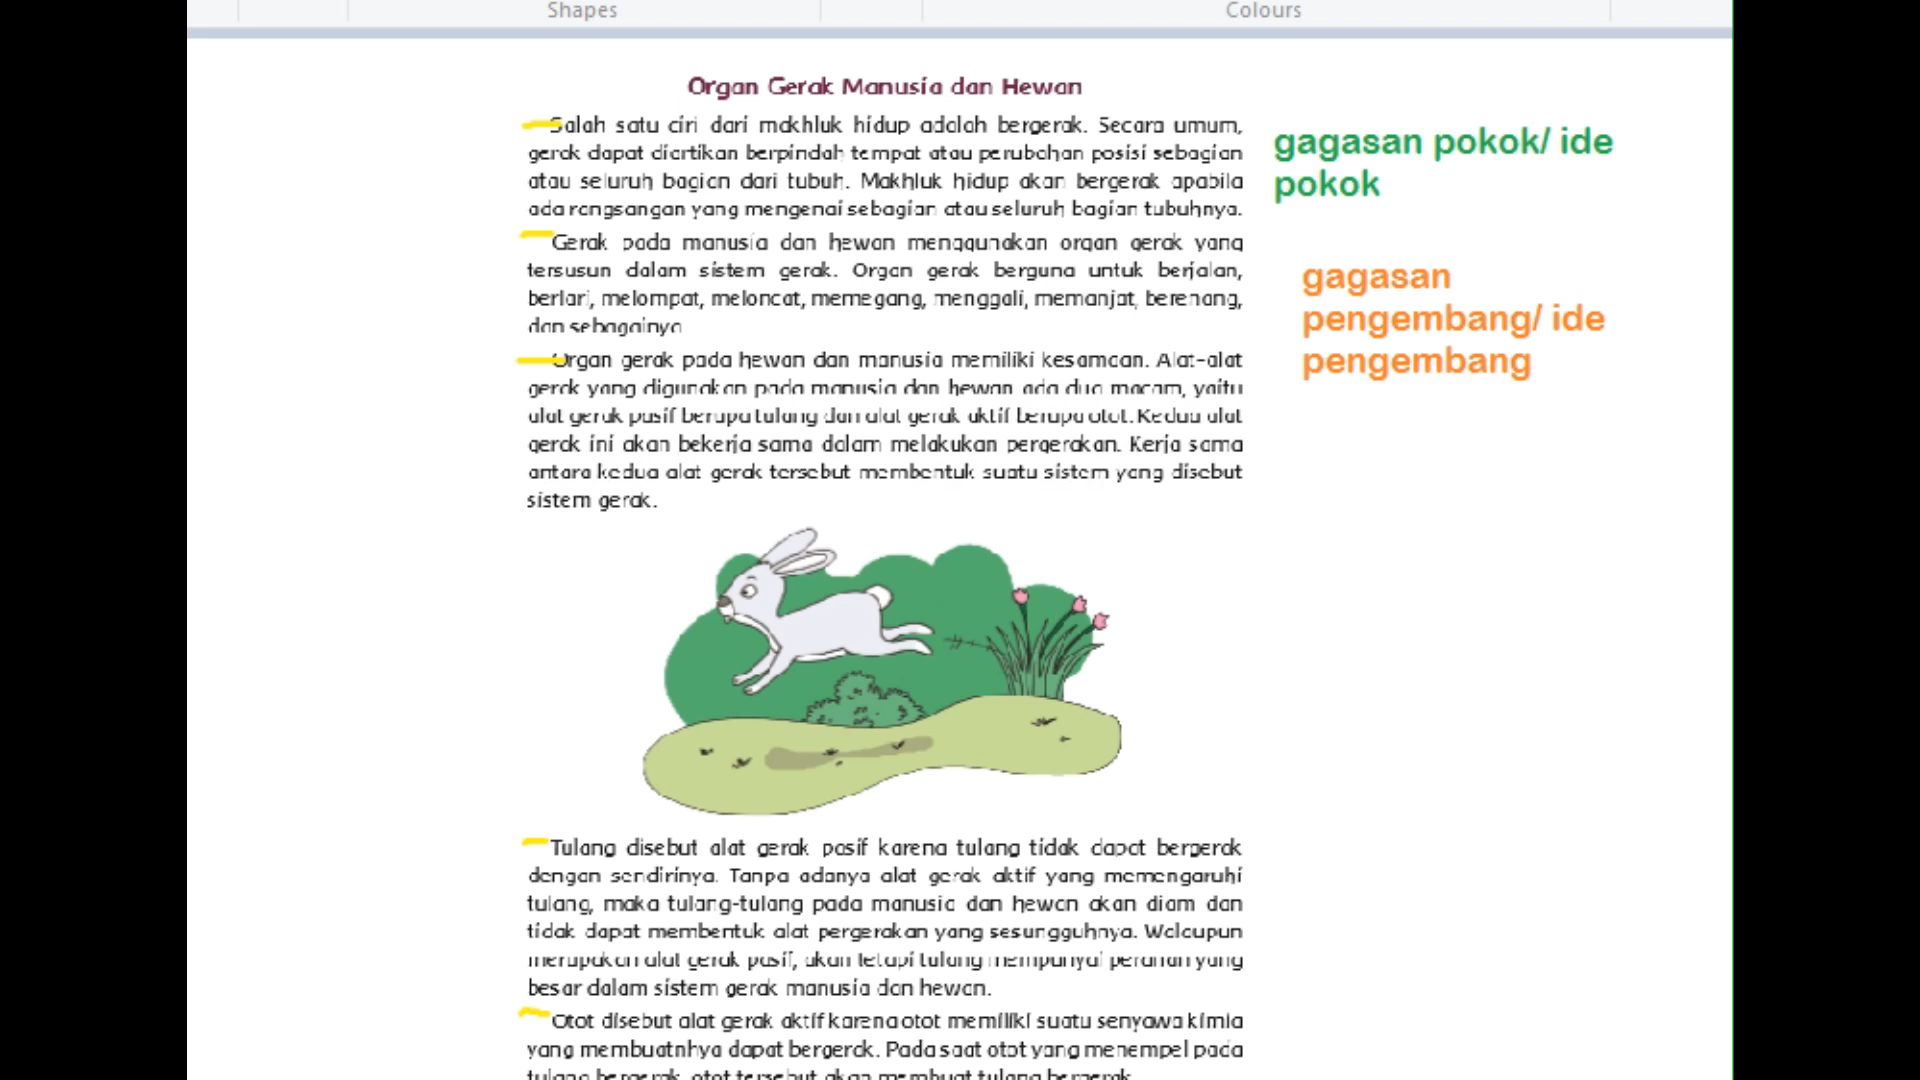 Shapes
Colours
Organ Gerak Manusia dan Hewan
Salah satu ciri dari makhluk hidup adalah bergerak. Secara umum,
gerak dapat diartikan berpindah tempat atau perubahan posisi sebagian
atau seluruh bagian dari tubuh. Makhluk hidup akan bergerak apabila
ada rangsangan yang mengenai sebagian atau seluruh bagian tubuhnya.
Gerak pada manusia dan hewan menggunakan organ gerak yang
tersusun dalam sistem gerak. Organ gerak berguna untuk berjalan,
berlari, melompat, meloncat, memegang, menggali, memanjat, berenang,
dan sebagainya
Organ gerak pada hewan dan manusia memiliki kesamaan. Alat-alat
gerak yang digunakan pada manusia dan hewan ada dua macam, yaitu
alat gerak pasif berupa tulang dan alat gerak aktif berupa otot. Kedua alat
gerak ini akan bekerja sama dalam melakukan pergerakan. Kerja sama
antara kedua alat gerak tersebut membentuk suatu sistem yang disebut
sistem gerak.
gagasan pokok/ ide
pokok
gagasan
pengembang/ ide
pengembang
Tulang disebut alat gerak pasif karena tulang tidak dapat bergerak
dengan sendirinya. Tanpa adanya alat gerak aktif yang memengaruhi
tulang, maka tulang-tulang pada manusia dan hewan akan diam dan
tidak dapat membentuk alat pergerakan yang sesungguhnya. Walaupun
merupakan alat gerak pasif, akan tetapi tulang mempunyai peranan yang
besar dalam sistem gerak manusia dan hewan.
Otot disebut alat gerak aktif karena otot memiliki suatu senyawa kimia
yang membuatnhya dapat bergerak. Pada saat otot yang menempel pada
tulang bergerak, otot tersebut akan membuat tulang bergerak.